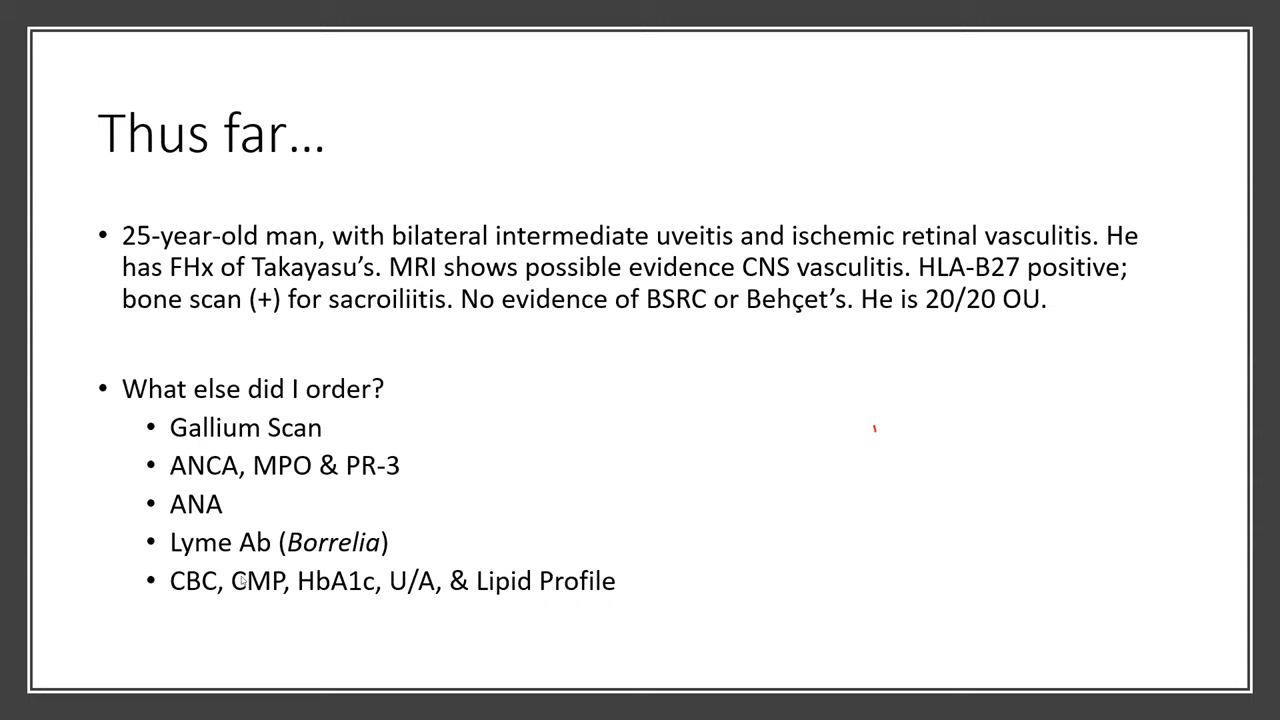 Thus far...
• 25-year-old man, with bilateral intermediate uveitis and ischemic retinal vasculitis. He
has FHx of Takayasu’s. MRI shows possible evidence CNS vasculitis. HLA-B27 positive;
bone scan (+) for sacroiliitis. No evidence of BSRC or Behçet’s. He is 20/20 OU.
• What else did I order?
• Gallium Scan
• ANCA, MPO & PR-3
• ANA
• Lyme Ab (Borrelia)
• CBC, CMP, HbA1c, U/A, & Lipid Profile